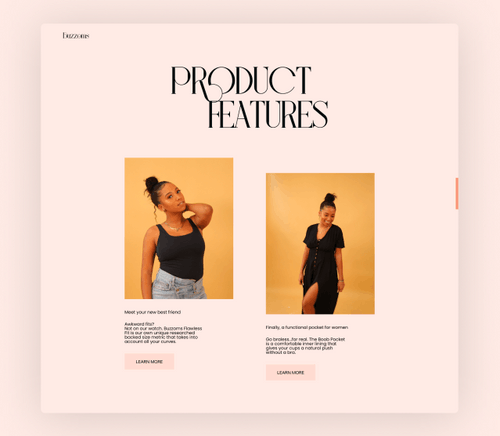 Buzzoms
PRODUCT
FEATURES
Meet your new best friend
Awkward fits?
Not on our watch. Buzzoms Flawless
Fit is our own unique researched
backed size metric that takes into
account all your curves.
LEARN MORE
Finally, a functional pocket for women
Go braless...for real. The Boob Pocket
is a comfortable inner lining that
gives your cups a natural push
without a bra.
LEARN MORE